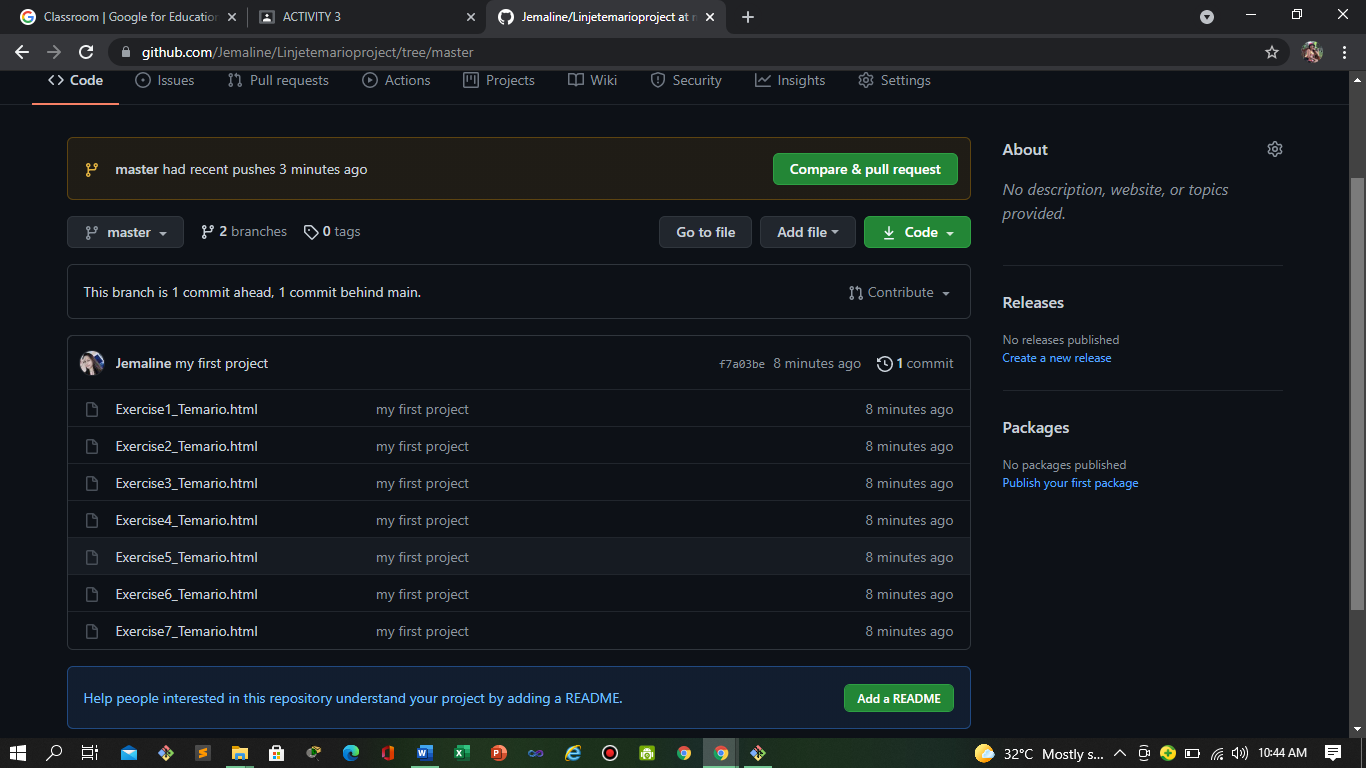 Classroom | Google for Education
ACTIVITY 3
Jemaline/Linjetemarioproject at m
github.com/Jemaline/Linjetemarioproject/tree/master
Code Issues Pull requests Actions Projects Wiki Security Insights Settings
master had recent pushes 3 minutes ago
Compare & pull request
master 2 branches 0 tags
Go to file Add file Code
This branch is 1 commit ahead, 1 commit behind main.
Contribute
Jemaline my first project f7a03be 8 minutes ago 1 commit
Exercise1_Temario.html my first project 8 minutes ago
Exercise2_Temario.html my first project 8 minutes ago
Exercise3_Temario.html my first project 8 minutes ago
Exercise4_Temario.html my first project 8 minutes ago
Exercise5_Temario.html my first project 8 minutes ago
Exercise6_Temario.html my first project 8 minutes ago
Exercise7_Temario.html my first project 8 minutes ago
Help people interested in this repository understand your project by adding a README.
Add a README
About
No description, website, or topics
provided.
Releases
No releases published
Create a new release
Packages
No packages published
Publish your first package
32°C Mostly s... 10:44 AM